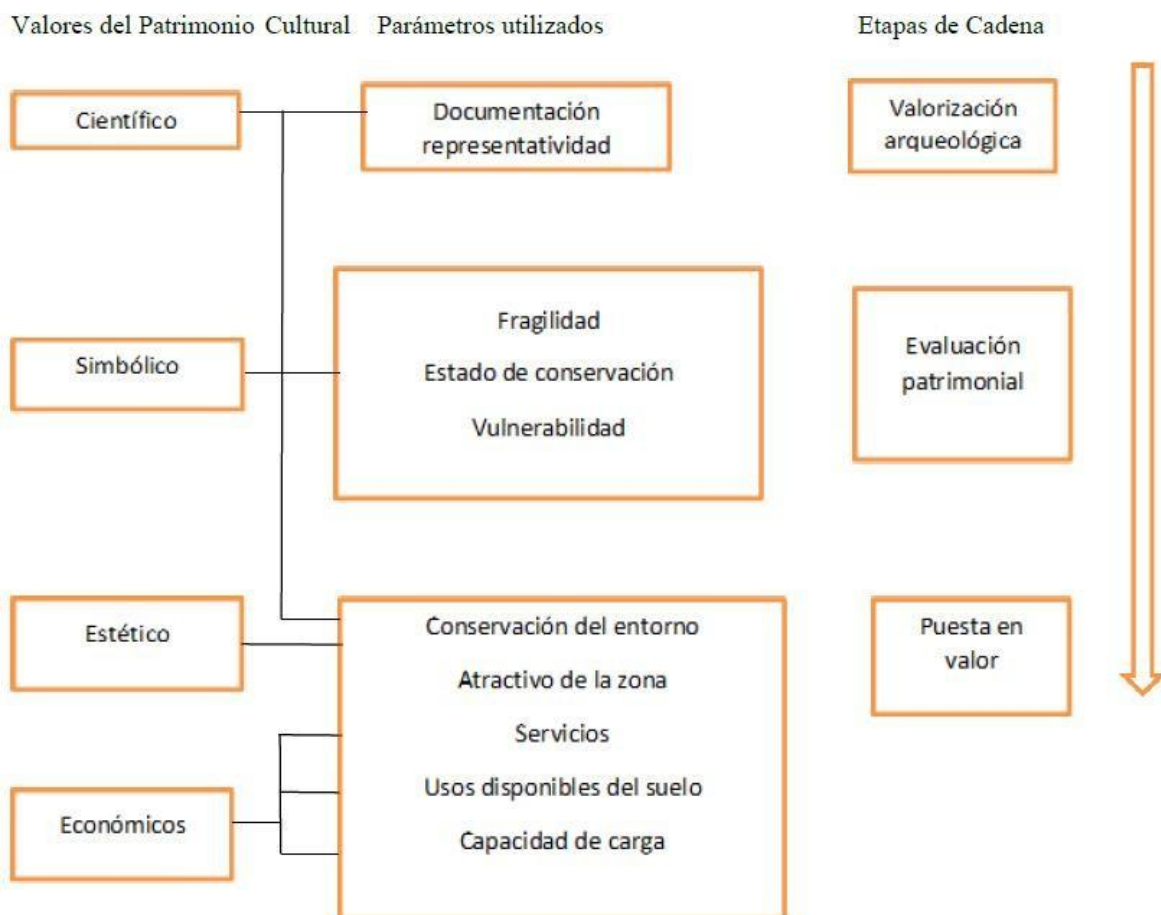 Valores del Patrimonio Cultural
Parámetros utilizados
Etapas de Cadena
Científico
Documentación
representatividad
Valorización
arqueológica
Simbólico
Fragilidad
Estado de conservación
Vulnerabilidad
Evaluación
patrimonial
Estético
Conservación del entorno
Atractivo de la zona
Servicios
Usos disponibles del suelo
Capacidad de carga
Puesta en
valor
Económicos